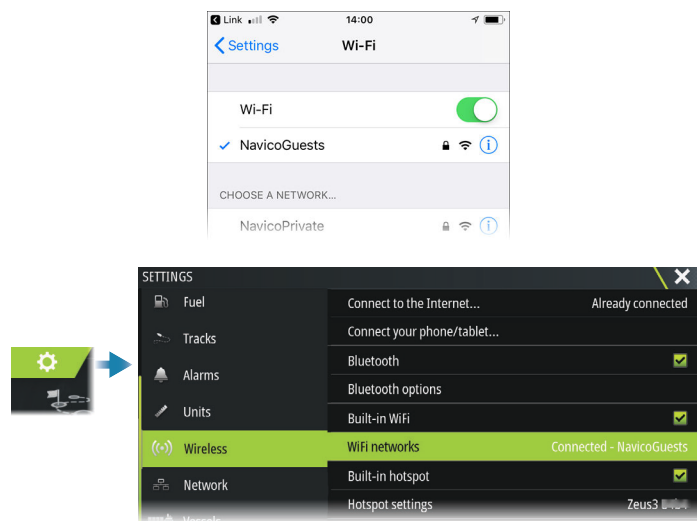 Link 14:00
Settings Wi-Fi
Wi-Fi
NavicoGuests
CHOOSE A NETWORK...
NavicoPrivate
SETTINGS
Fuel
Tracks
Alarms
Units
Wireless
Network
Vessels
Connect to the Internet... Already connected
Connect your phone/tablet...
Bluetooth
Bluetooth options
Built-in WiFi
WiFi networks Connected - NavicoGuests
Built-in hotspot
Hotspot settings Zeus3